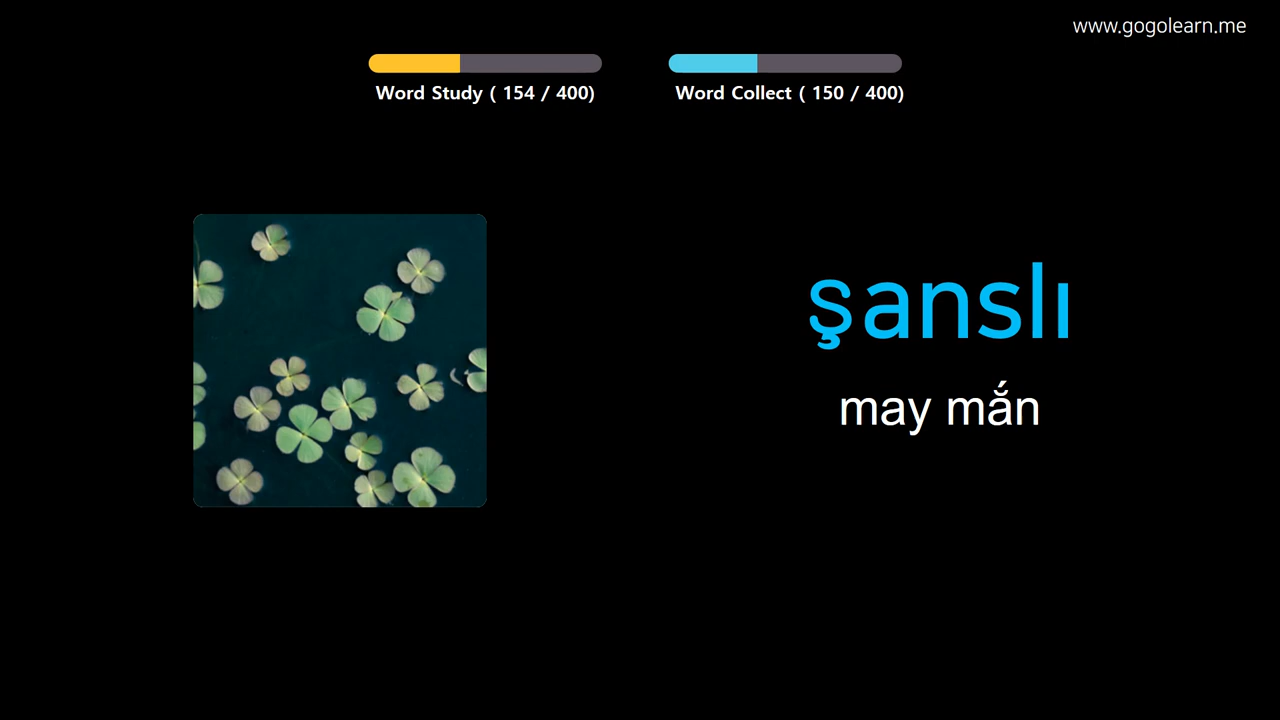 www.gogolearn.me
Word Study ( 154 / 400)
Word Collect ( 150 / 400)
şanslı
may mắn